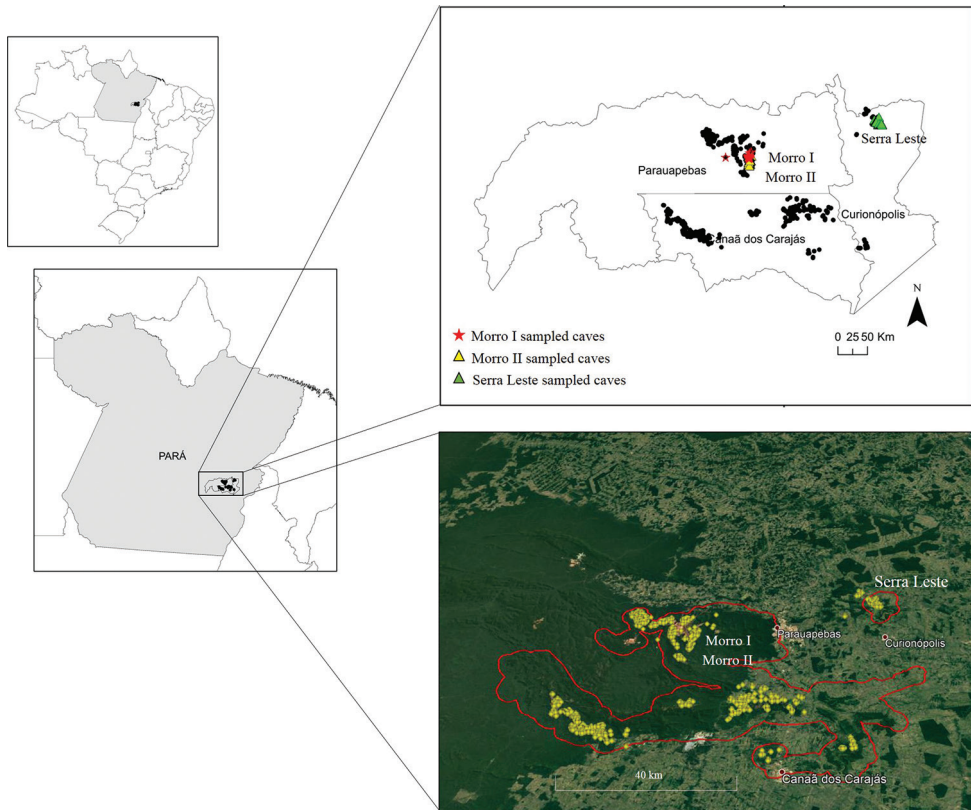 PARÁ
Serra Leste
Morro I
Parauapebas
Morro II
Curionópolis
Canaã dos Carajás
N
0 25 50 Km
Morro I sampled caves
Morro II sampled caves
Serra Leste sampled caves
Serra Leste
Parauapebas
Curionópolis
Morro I
Morro II
40 km
Canaã dos Carajás